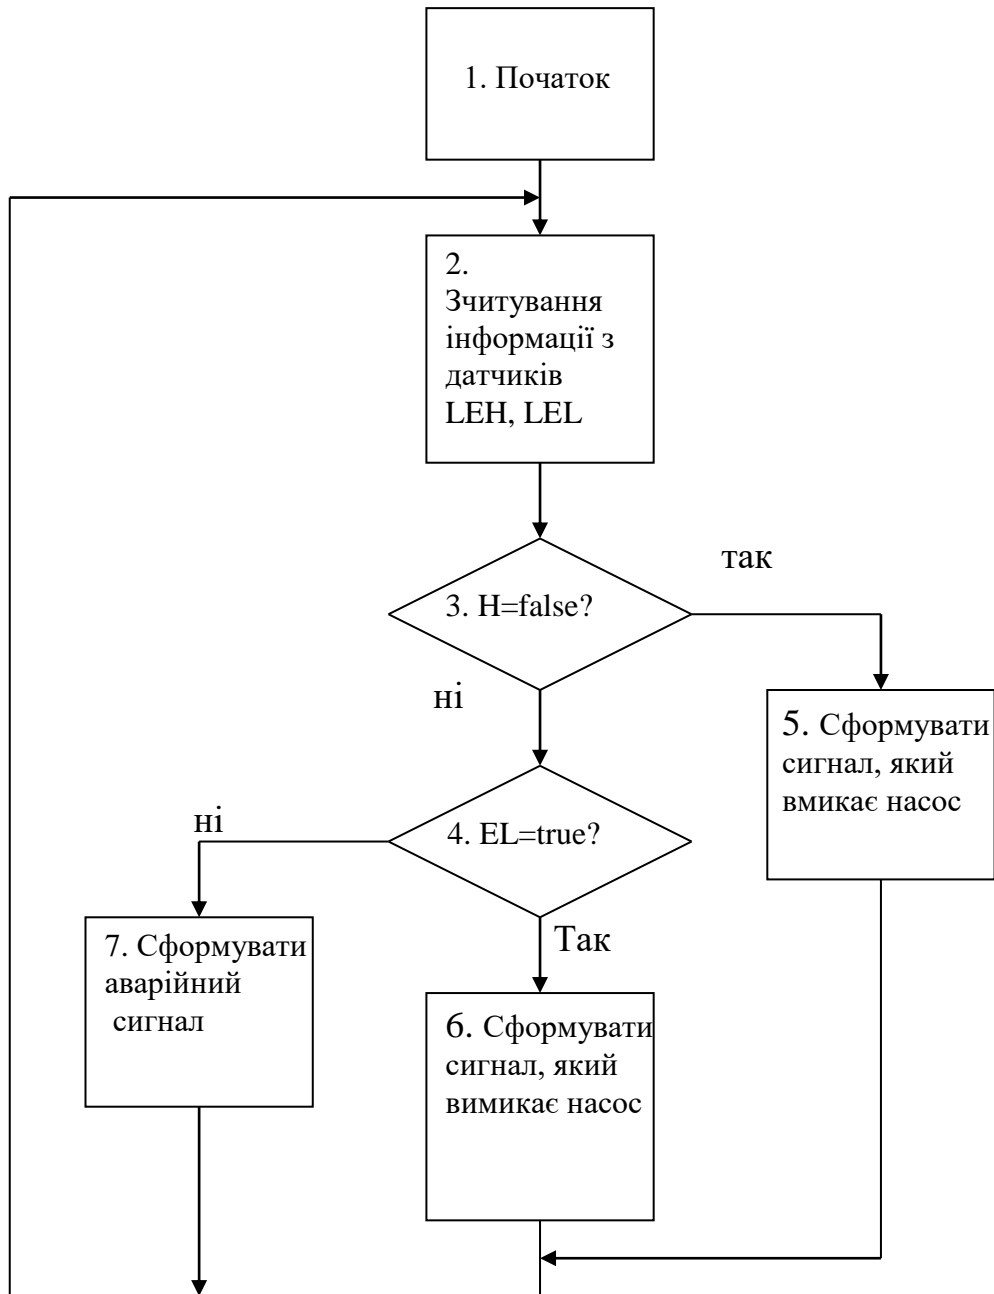 1. Початок
2.
Зчитування
інформації з
датчиків
LEH, LEL
так
3. H=false?
ні
5. Сформувати
сигнал, який
вмикає насос
ні
4. EL=true?
Так
7. Сформувати
аварійний
сигнал
6. Сформувати
сигнал, який
вимикає насос